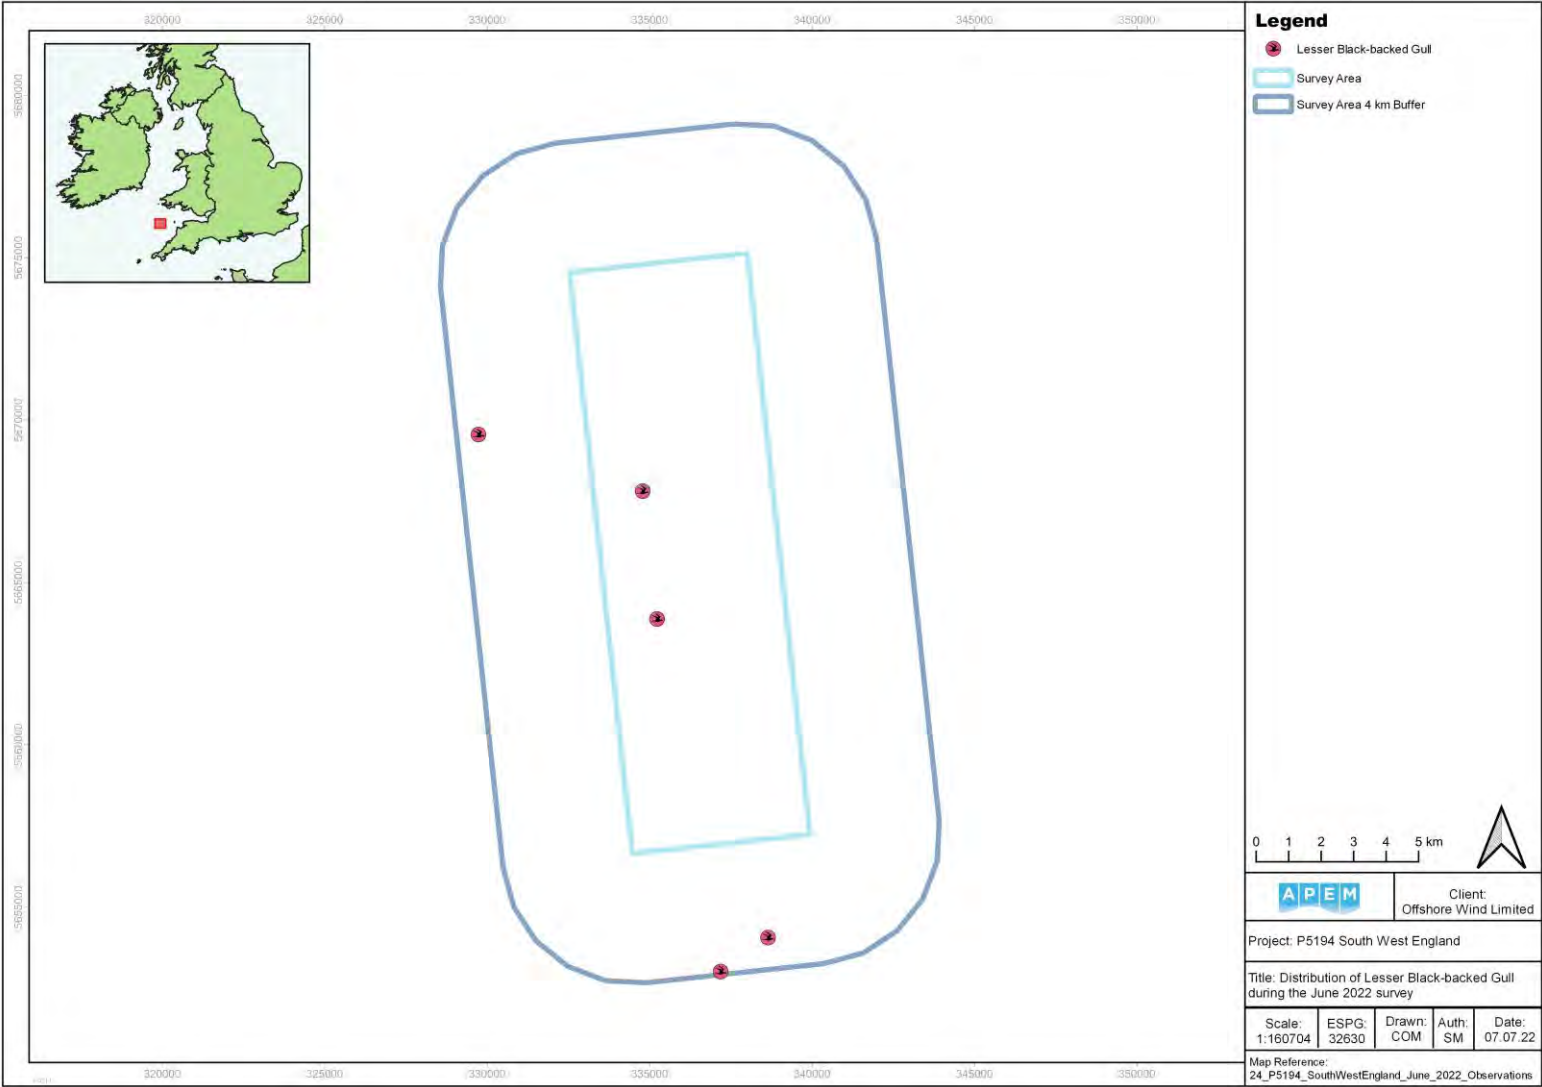 320000 325000 330000 335000 340000 345000 350000
5680000
5675000
5670000
5665000
5660000
5655000
320000 325000 330000 335000 340000 345000 350000
Legend
Lesser Black-backed Gull
Survey Area
Survey Area 4 km Buffer
0 1 2 3 4 5 km
APEM
Client:
Offshore Wind Limited
Project: P5194 South West England
Title: Distribution of Lesser Black-backed Gull
during the June 2022 survey
Scale:
1:160704
ESPG:
32630
Drawn:
COM
Auth:
SM
Date:
07.07.22
Map Reference:
24_P5194_SouthWestEngland_June_2022_Observations